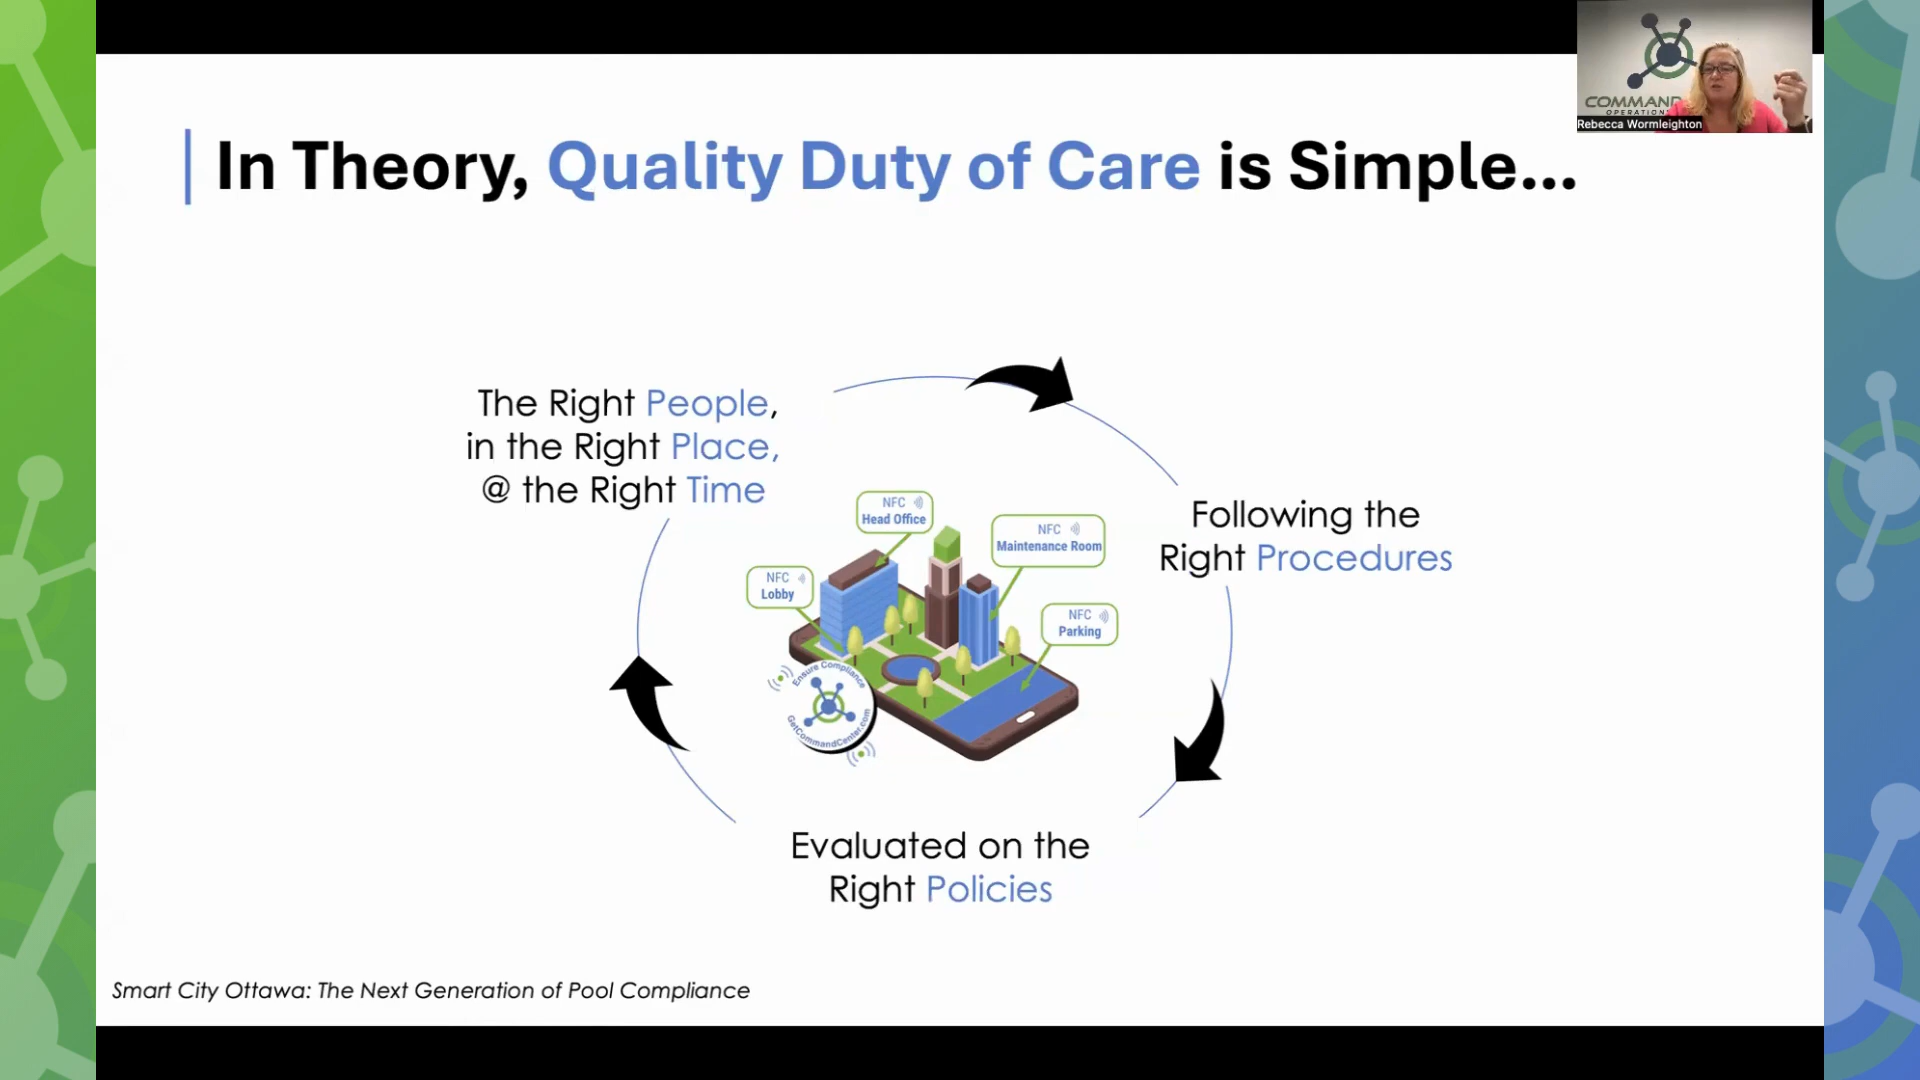 COMMAND
OPERATION
Rebecca Wormleighton
In Theory, Quality Duty of Care is Simple...
The Right People,
in the Right Place,
@ the Right Time
Following the
Right Procedures
NFC
Head Office
NFC
Maintenance Room
NFC
Lobby
NFC
Parking
Ensure Compliance
GetCommandCenter.com
Evaluated on the
Right Policies
Smart City Ottawa: The Next Generation of Pool Compliance